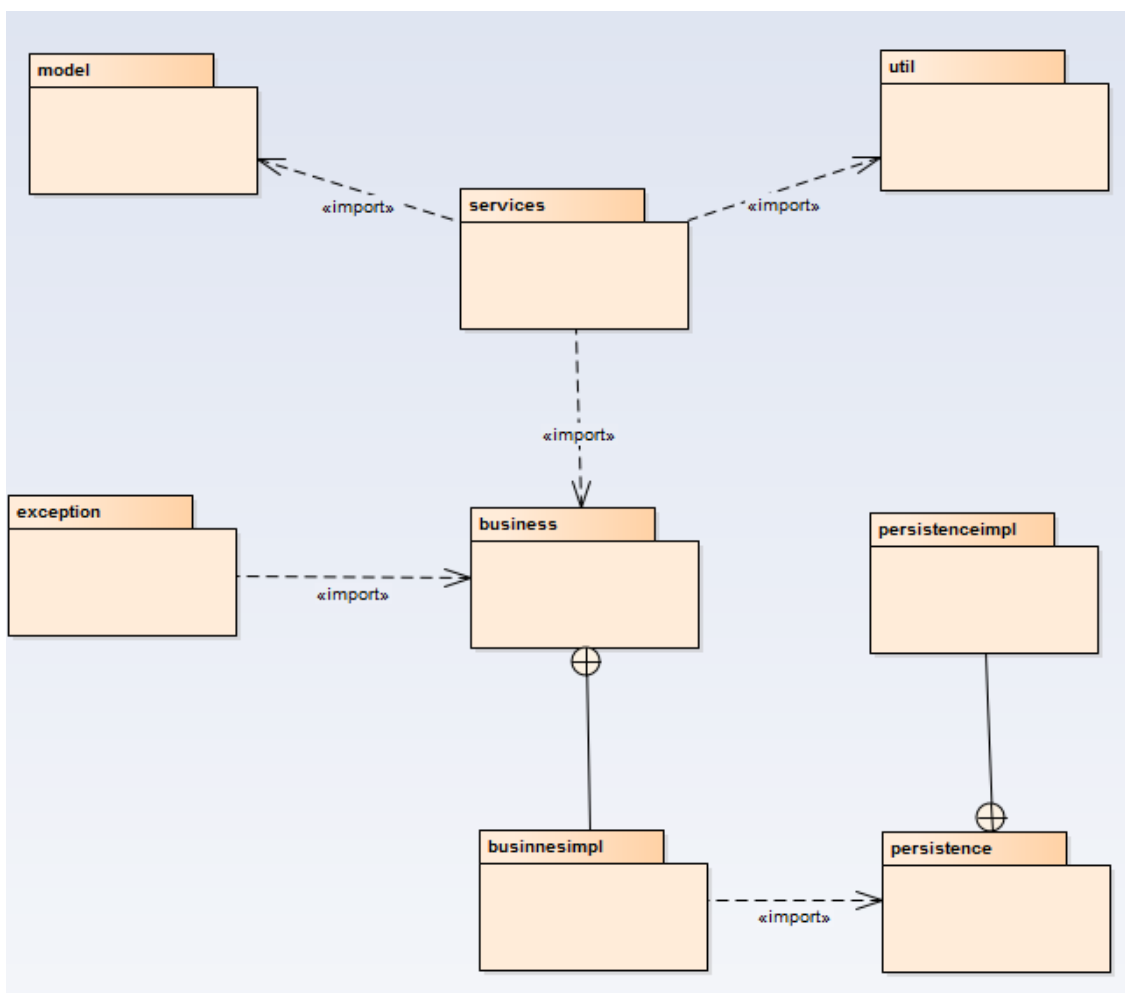 model
util
«import»
services
«import»
«import»
exception
business
persistenceimpl
«import»
businnesimpl
persistence
«import»